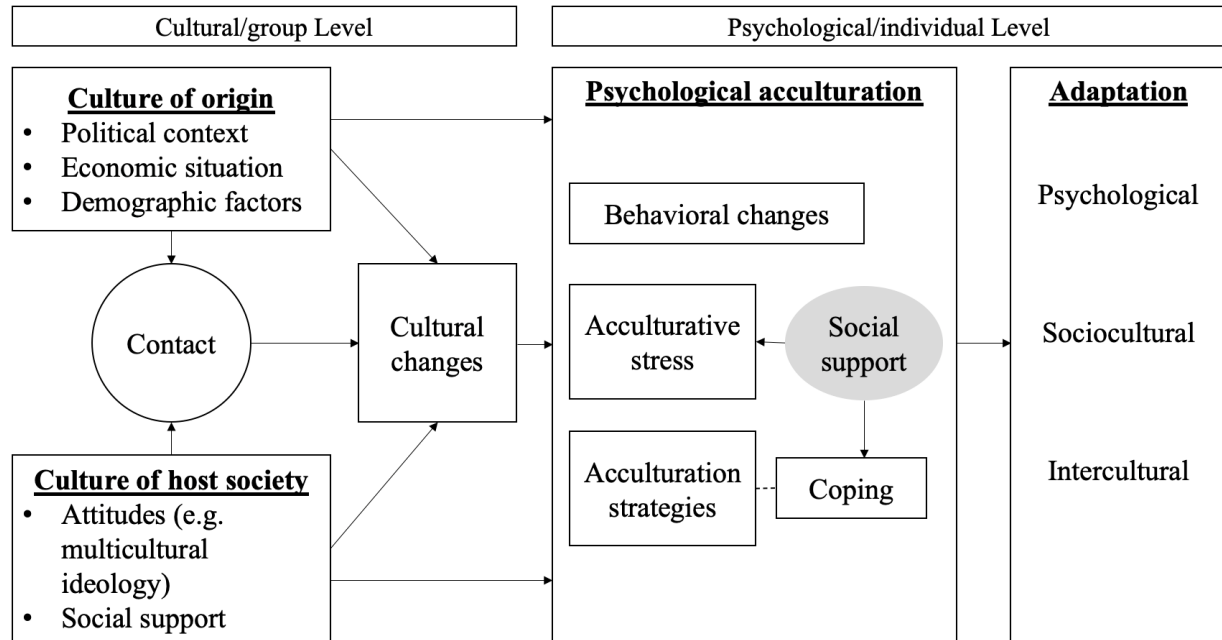 Cultural/group Level
Psychological/individual Level
Culture of origin
• Political context
• Economic situation
• Demographic factors
Contact
Cultural
changes
Culture of host society
• Attitudes (e.g.
multicultural
ideology)
• Social support
Psychological acculturation
Behavioral changes
Acculturative
stress
Social
support
Acculturation
strategies
Coping
Adaptation
Psychological
Sociocultural
Intercultural